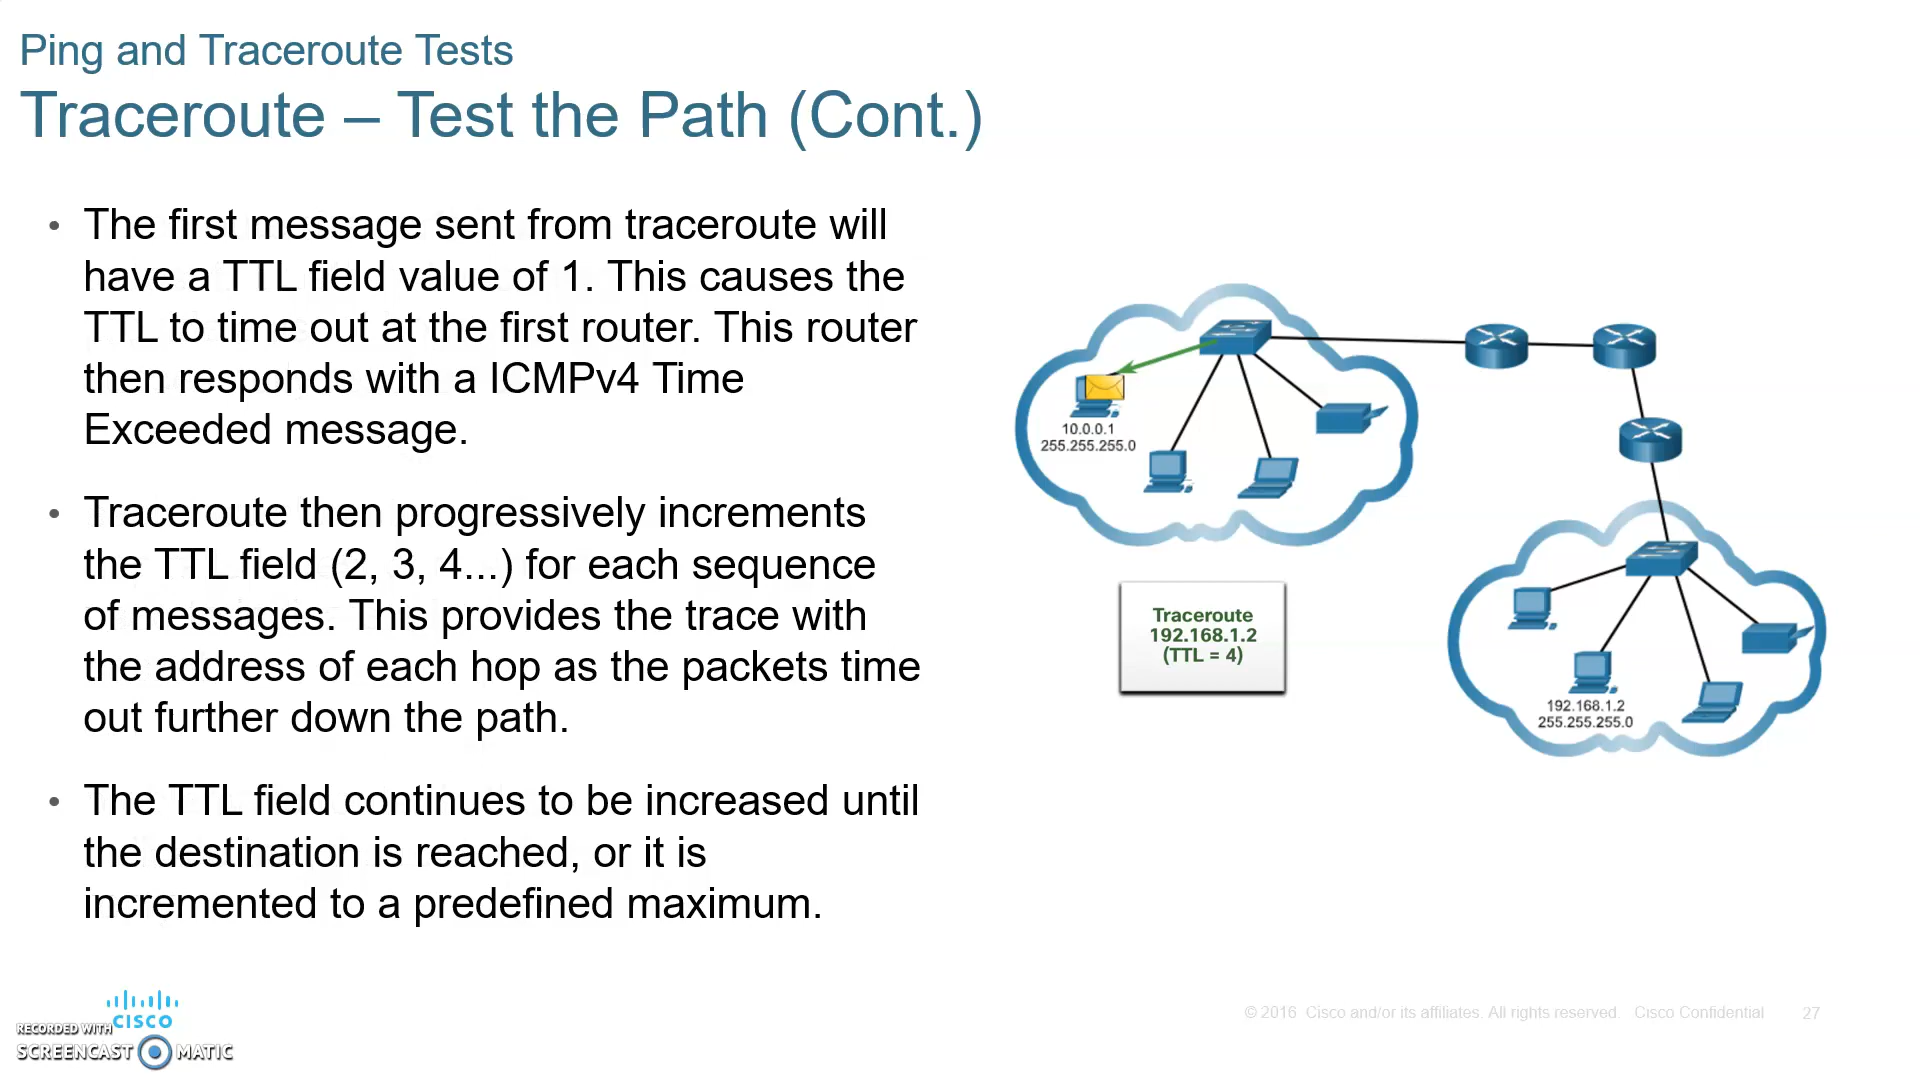 Ping and Traceroute Tests
Traceroute – Test the Path (Cont.)
• The first message sent from traceroute will
have a TTL field value of 1. This causes the
TTL to time out at the first router. This router
then responds with a ICMPv4 Time
Exceeded message.
• Traceroute then progressively increments
the TTL field (2, 3, 4...) for each sequence
of messages. This provides the trace with
the address of each hop as the packets time
out further down the path.
• The TTL field continues to be increased until
the destination is reached, or it is
incremented to a predefined maximum.
10.0.0.1
255.255.255.0
Traceroute
192.168.1.2
(TTL = 4)
192.168.1.2
255.255.255.0
CISCO
RECORDED WITH
SCREENCAST MATIC
© 2016 Cisco and/or its affiliates. All rights reserved. Cisco Confidential 27